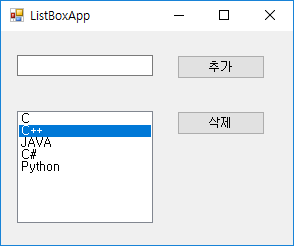 ListBoxApp
추가
C
C++
JAVA
C#
Python
삭제